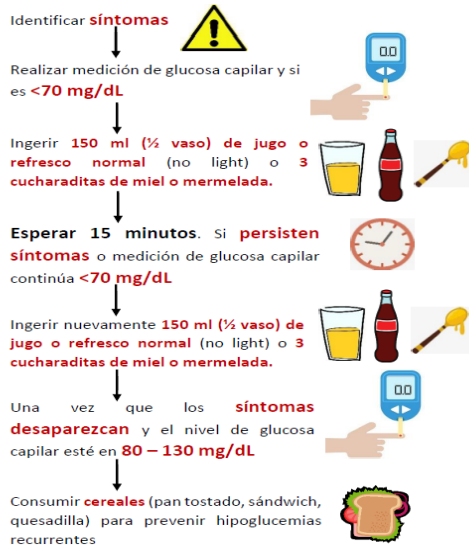 Identificar síntomas
Realizar medición de glucosa capilar y si
es <70 mg/dL
0.0
Ingerir 150 ml (½ vaso) de jugo o
refresco normal (no light) o 3
cucharaditas de miel o mermelada.
Esperar 15 minutos. Si persisten
síntomas o medición de glucosa capilar
continúa <70 mg/dL
Ingerir nuevamente 150 ml (½ vaso) de
jugo o refresco normal (no light) o 3
cucharaditas de miel o mermelada.
Una vez que los síntomas
desaparezcan y el nivel de glucosa
capilar esté en 80 – 130 mg/dL
0.0
Consumir cereales (pan tostado, sándwich,
quesadilla) para prevenir hipoglucemias
recurrentes